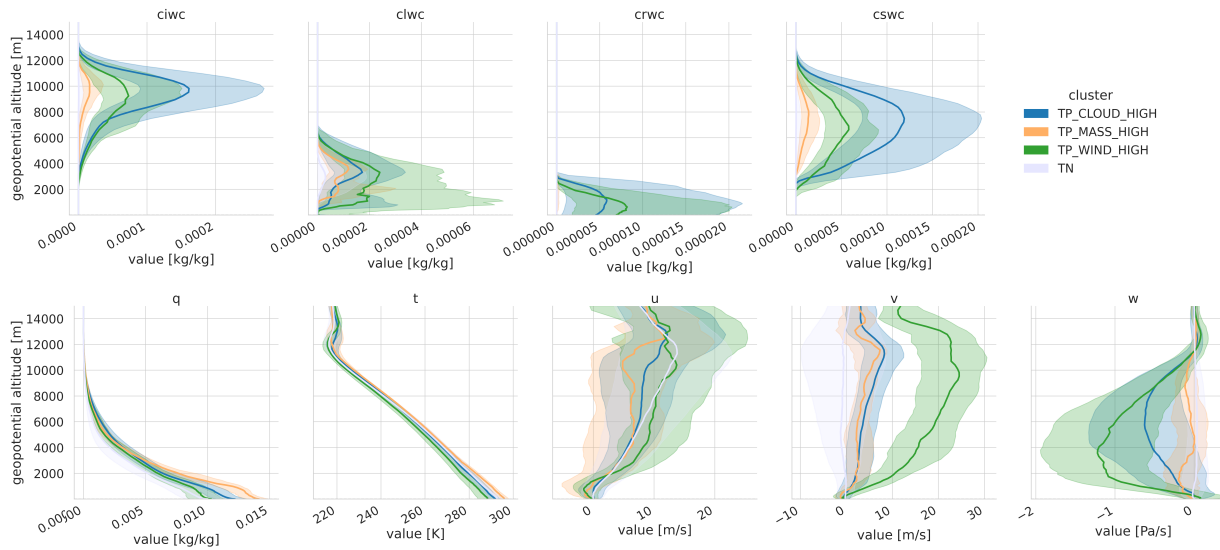 ciwc
clwc
crwc
cswc
geopotential altitude [m]
14000
12000
10000
8000
6000
4000
2000
0.0000 0.0001 0.0002
value [kg/kg]
0.00000 0.00002 0.00004 0.00006
value [kg/kg]
0.000000 0.000005 0.000010 0.000015 0.000020
value [kg/kg]
0.00000 0.00005 0.00010 0.00015 0.00020
value [kg/kg]
cluster
TP_CLOUD_HIGH
TP_MASS_HIGH
TP_WIND_HIGH
TN
q
t
u
v
w
geopotential altitude [m]
14000
12000
10000
8000
6000
4000
2000
0
0.000 0.005 0.010 0.015
value [kg/kg]
220 240 260 280 300
value [K]
0 10 20
value [m/s]
−10 0 10 20 30
value [m/s]
−2 −1 0
value [Pa/s]